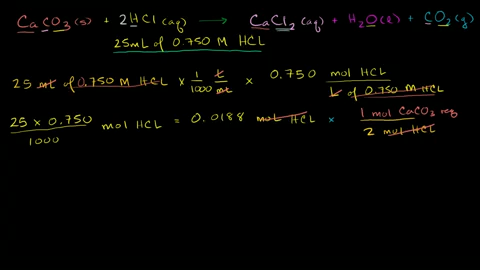 CaCO₃(s) + 2HCl(aq) → CaCl₂(aq) + H₂O(l) + CO₂(g)
25mL of 0.750 M HCL
25 mL of 0.750 M HCL × 1 L / 1000 mL × 0.750 mol HCL / L of 0.750 M HCL
25 × 0.750 / 1000 mol HCL = 0.0188 mol HCL × 1 mol CaCO₃ req / 2 mol HCL